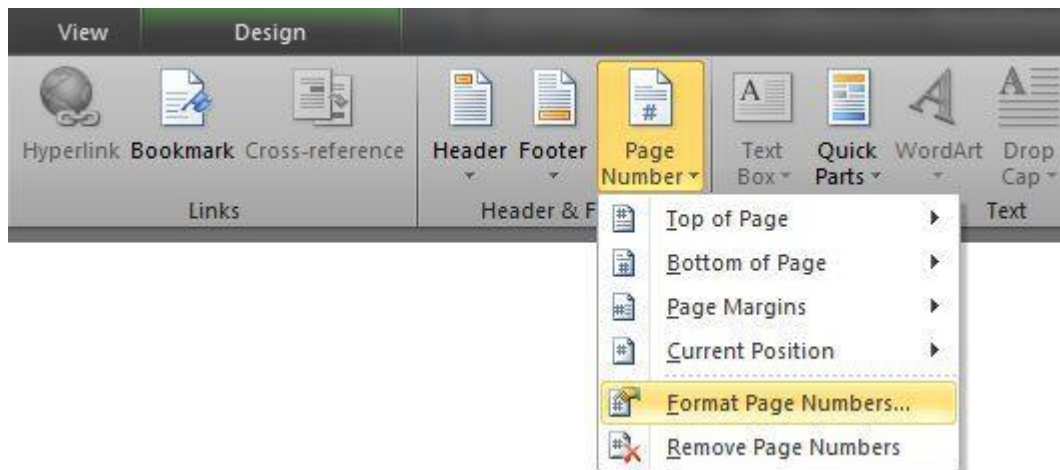 View Design
Hyperlink Bookmark Cross-reference Header Footer Page Number Text Box Quick Parts WordArt Drop Cap
Links Header & F Text
Top of Page
Bottom of Page
Page Margins
Current Position
Format Page Numbers...
Remove Page Numbers